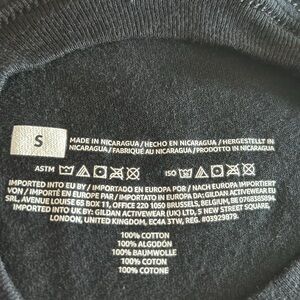 S
MADE IN NICARAGUA / HECHO EN NICARAGUA / HERGESTELLT IN
NICARAGUA / FABRIQUÉ AU NICARAGUA / PRODOTTO IN NICARAGUA
ASTM
ISO
IMPORTED INTO EU BY / IMPORTADO EN EUROPA POR / NACH EUROPA IMPORTIERT
VON / IMPORTÉ EN EUROPE PAR / IMPORTATO IN EUROPA DA: GILDAN ACTIVEWEAR EU
SRL, AVENUE LOUISE 65 BOX 11, OFFICE 220 1050 BRUSSELS, BELGIUM, BE
IMPORTED INTO UK BY: GILDAN ACTIVEWEAR (UK) LTD, 5 NEW STREET SQUARE,
LONDON, UNITED KINGDOM, EC4A 3TW, REG: #03929879.
100% COTTON
100% ALGODÓN
100% BAUMWOLLE
100% COTON
100% COTONE